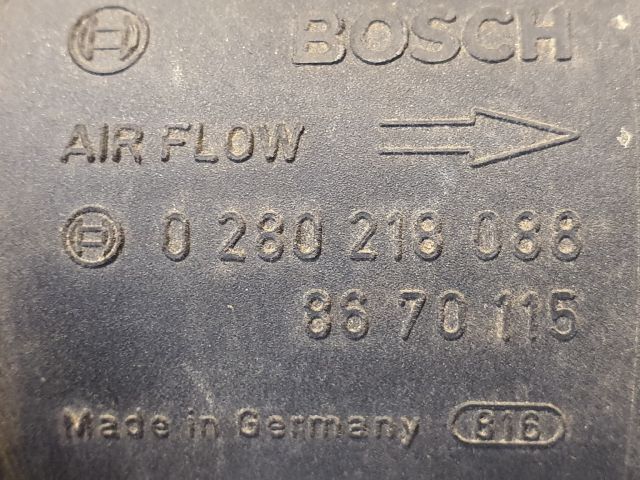 BOSCH
AIR FLOW
0 280 218 088
86 70 115
Made in Germany 816